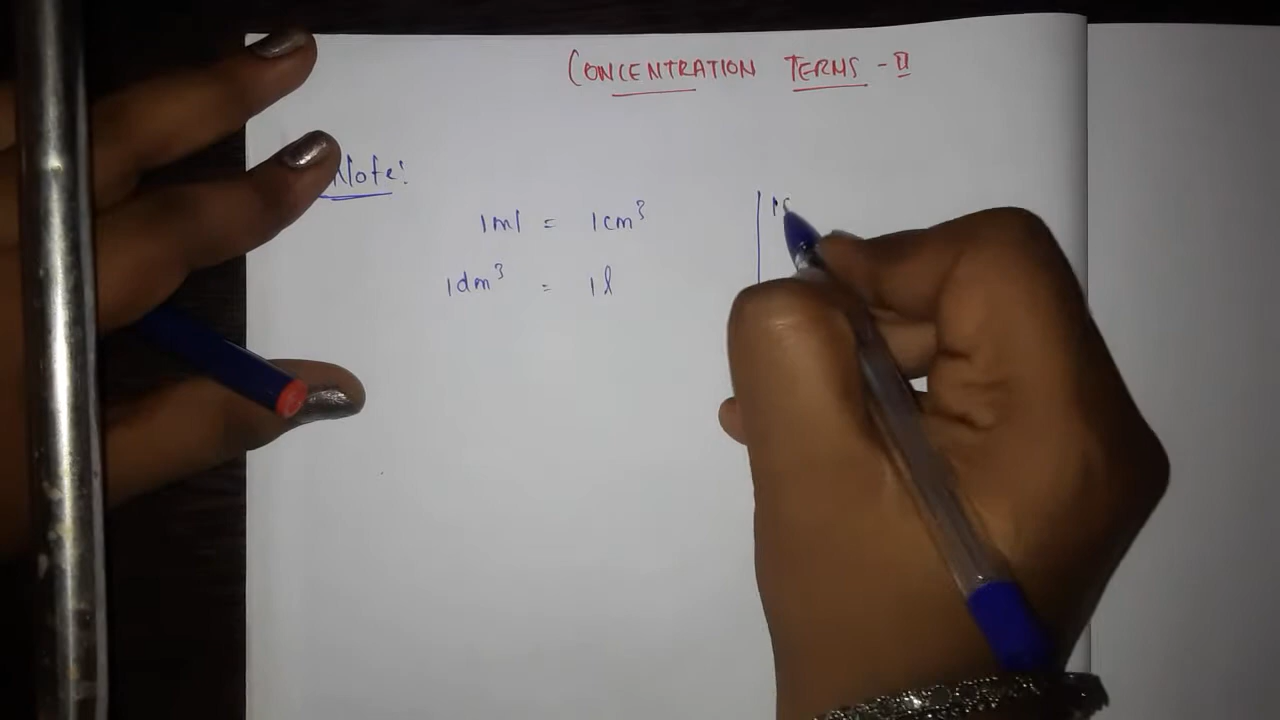 CONCENTRATION TERMS - II
Note:
1ml = 1cm³
1dm³ = 1l